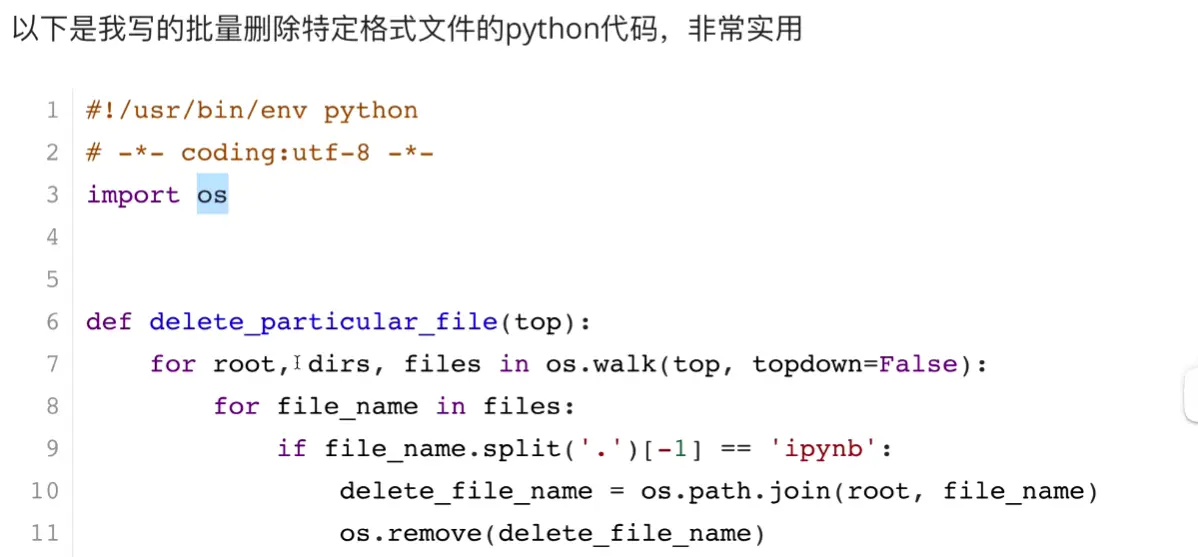 以下是我写的批量删除特定格式文件的python代码，非常实用
1 #!/usr/bin/env python
2 # -*- coding:utf-8 -*-
3 import os
4
5
6 def delete_particular_file(top):
7     for root, dirs, files in os.walk(top, topdown=False):
8         for file_name in files:
9             if file_name.split('.')[-1] == 'ipynb':
10                 delete_file_name = os.path.join(root, file_name)
11                 os.remove(delete_file_name)